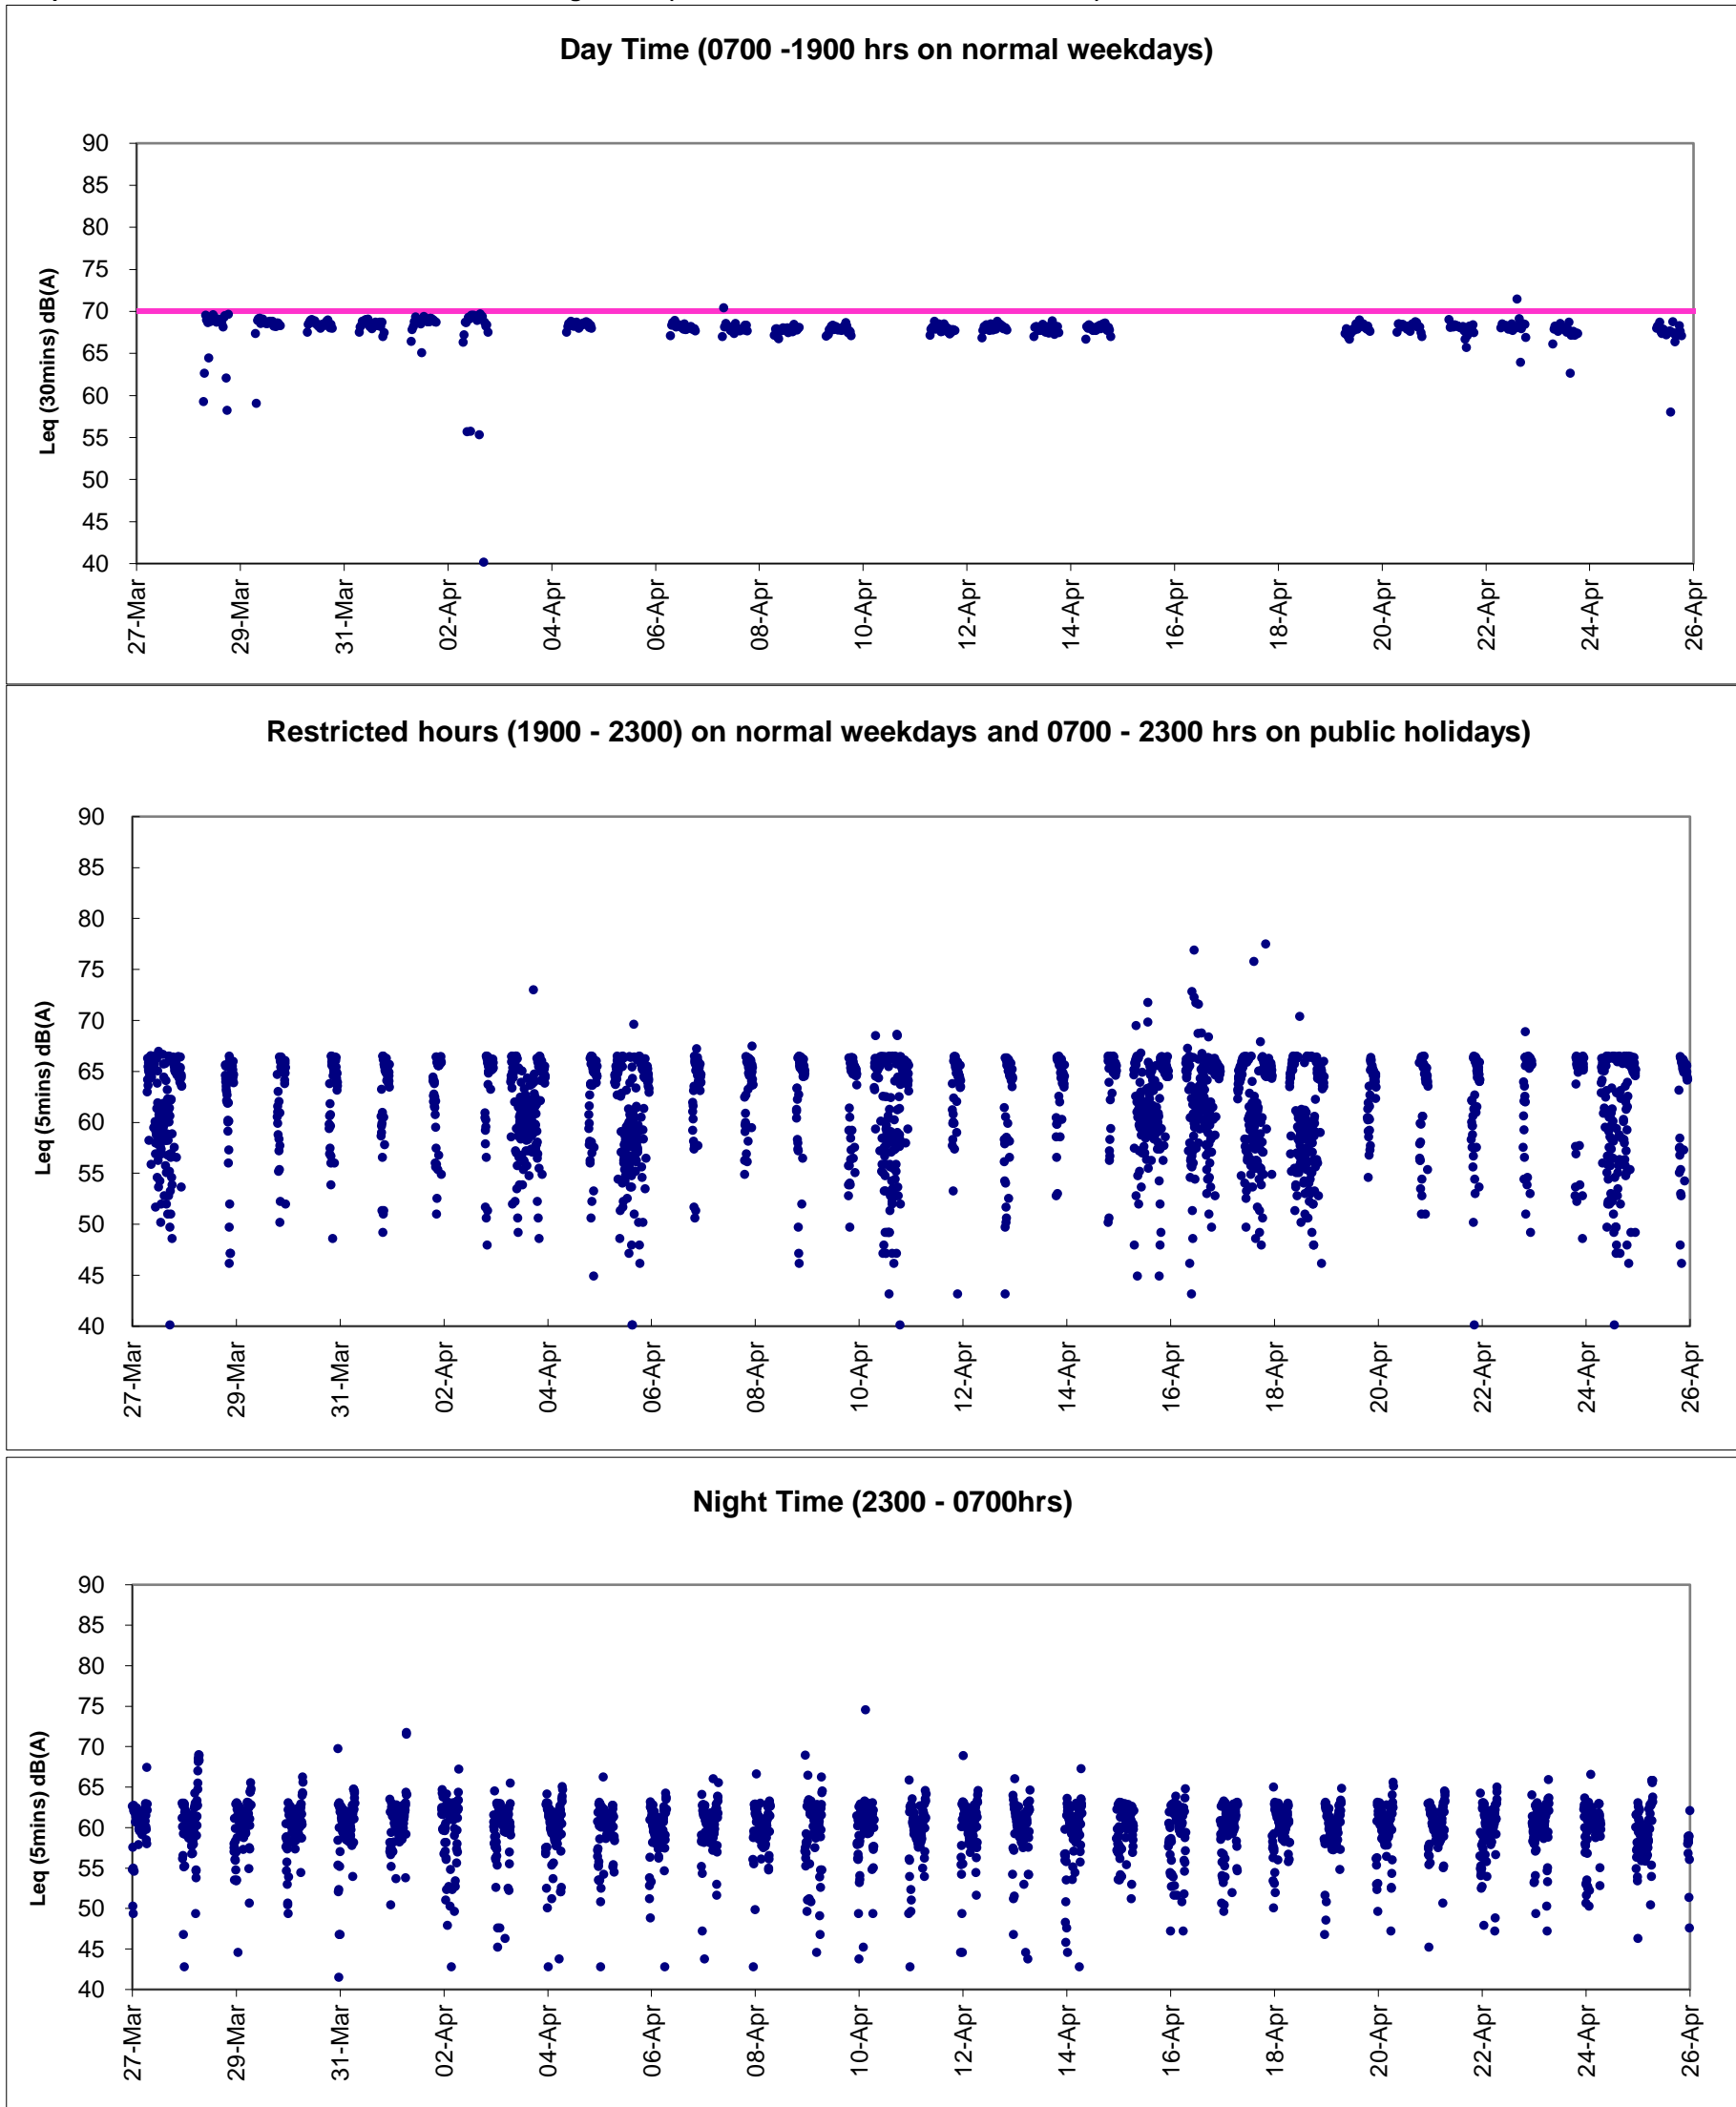 Day Time (0700 -1900 hrs on normal weekdays)
90
85
80
75
70
65
60
55
50
45
40
Leq (30mins) dB(A)
27-Mar
29-Mar
31-Mar
02-Apr
04-Apr
06-Apr
08-Apr
10-Apr
12-Apr
14-Apr
16-Apr
18-Apr
20-Apr
22-Apr
24-Apr
26-Apr
Restricted hours (1900 - 2300) on normal weekdays and 0700 - 2300 hrs on public holidays)
90
85
80
75
70
65
60
55
50
45
40
Leq (5mins) dB(A)
27-Mar
29-Mar
31-Mar
02-Apr
04-Apr
06-Apr
08-Apr
10-Apr
12-Apr
14-Apr
16-Apr
18-Apr
20-Apr
22-Apr
24-Apr
26-Apr
Night Time (2300 - 0700hrs)
90
85
80
75
70
65
60
55
50
45
40
Leq (5mins) dB(A)
27-Mar
29-Mar
31-Mar
02-Apr
04-Apr
06-Apr
08-Apr
10-Apr
12-Apr
14-Apr
16-Apr
18-Apr
20-Apr
22-Apr
24-Apr
26-Apr